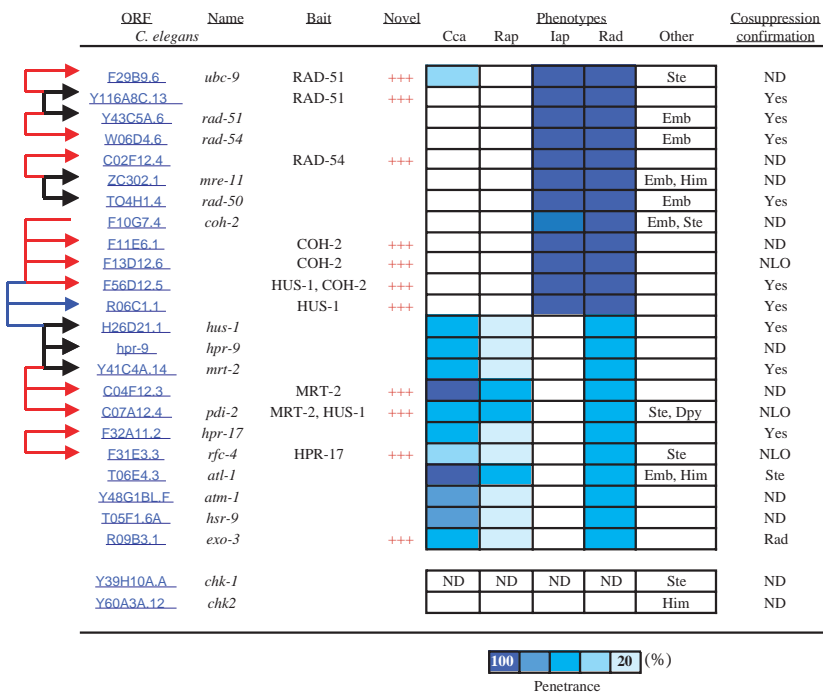 ORF Name Bait Novel Phenotypes Cosuppression
C. elegans Cca Rap Iap Rad Other confirmation
F29B9.6 ubc-9 RAD-51 +++ Ste ND
Y116A8C.13 RAD-51 +++ Yes
Y43C5A.6 rad-51 Emb Yes
W06D4.6 rad-54 Emb Yes
C02F12.4 RAD-54 +++ ND
ZC302.1 mre-11 Emb, Him ND
TO4H1.4 rad-50 Emb Yes
F10G7.4 coh-2 Emb, Ste ND
F11E6.1 COH-2 +++ ND
F13D12.6 COH-2 +++ NLO
F56D12.5 HUS-1, COH-2 +++ Yes
R06C1.1 HUS-1 +++ Yes
H26D21.1 hus-1 Yes
hpr-9 hpr-9 ND
Y41C4A.14 mrt-2 Yes
C04F12.3 MRT-2 +++ ND
C07A12.4 pdi-2 MRT-2, HUS-1 +++ Ste, Dpy NLO
F32A11.2 hpr-17 Yes
F31E3.3 rfc-4 HPR-17 +++ Ste NLO
T06E4.3 atl-1 Emb, Him Ste
Y48G1BL.F atm-1 ND
T05F1.6A hsr-9 ND
R09B3.1 exo-3 +++ Rad
Y39H10A.A chk-1 ND ND ND ND Ste ND
Y60A3A.12 chk2 Him ND
100 20 (%)
Penetrance